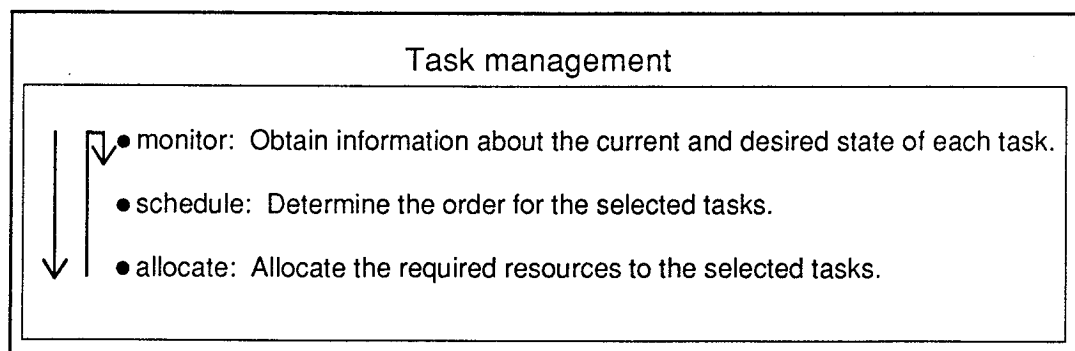 Task management
● monitor: Obtain information about the current and desired state of each task.
● schedule: Determine the order for the selected tasks.
● allocate: Allocate the required resources to the selected tasks.